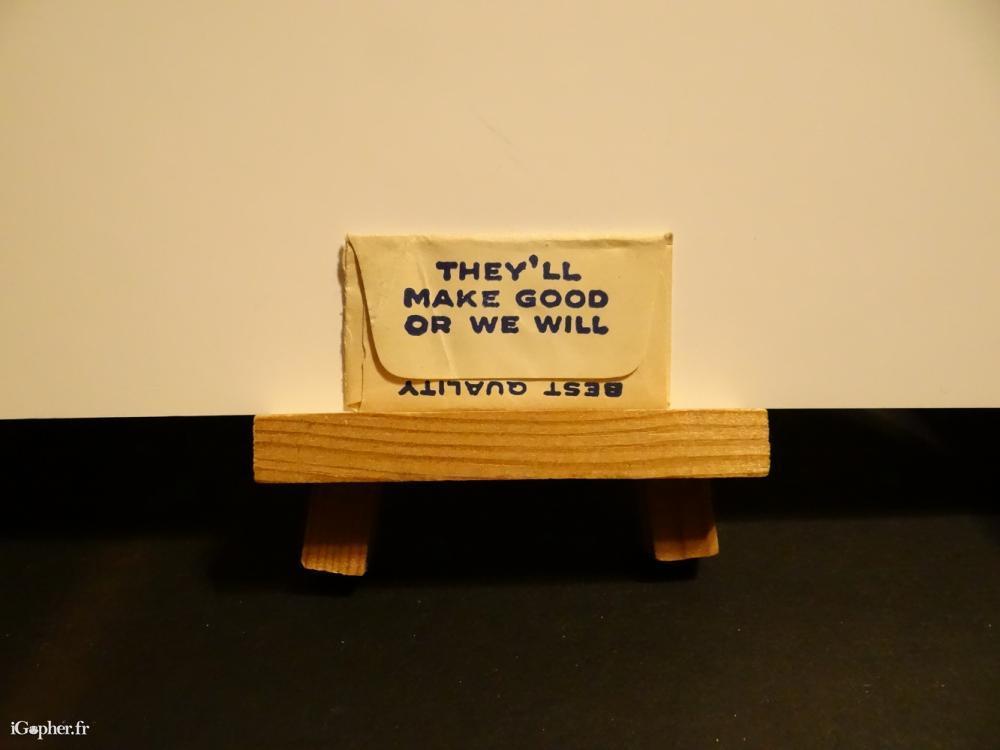 THEY'LL
MAKE GOOD
OR WE WILL
BEST QUALITY
iGopher.fr